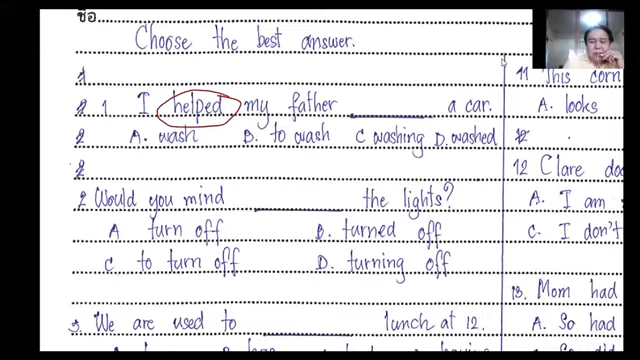 ชื่อ
Choose the best answer.
1 I helped my father ______ a car.
A. wash B. to wash C washing D. washed
2 Would you mind ______ the lights?
A turn off B. turned off
C to turn off D. turning off
3. We are used to ______ lunch at 12.
having
11 This corn
A. looks
12 Clare do
A. I am
C. I don't
13. Mom had
A. So had